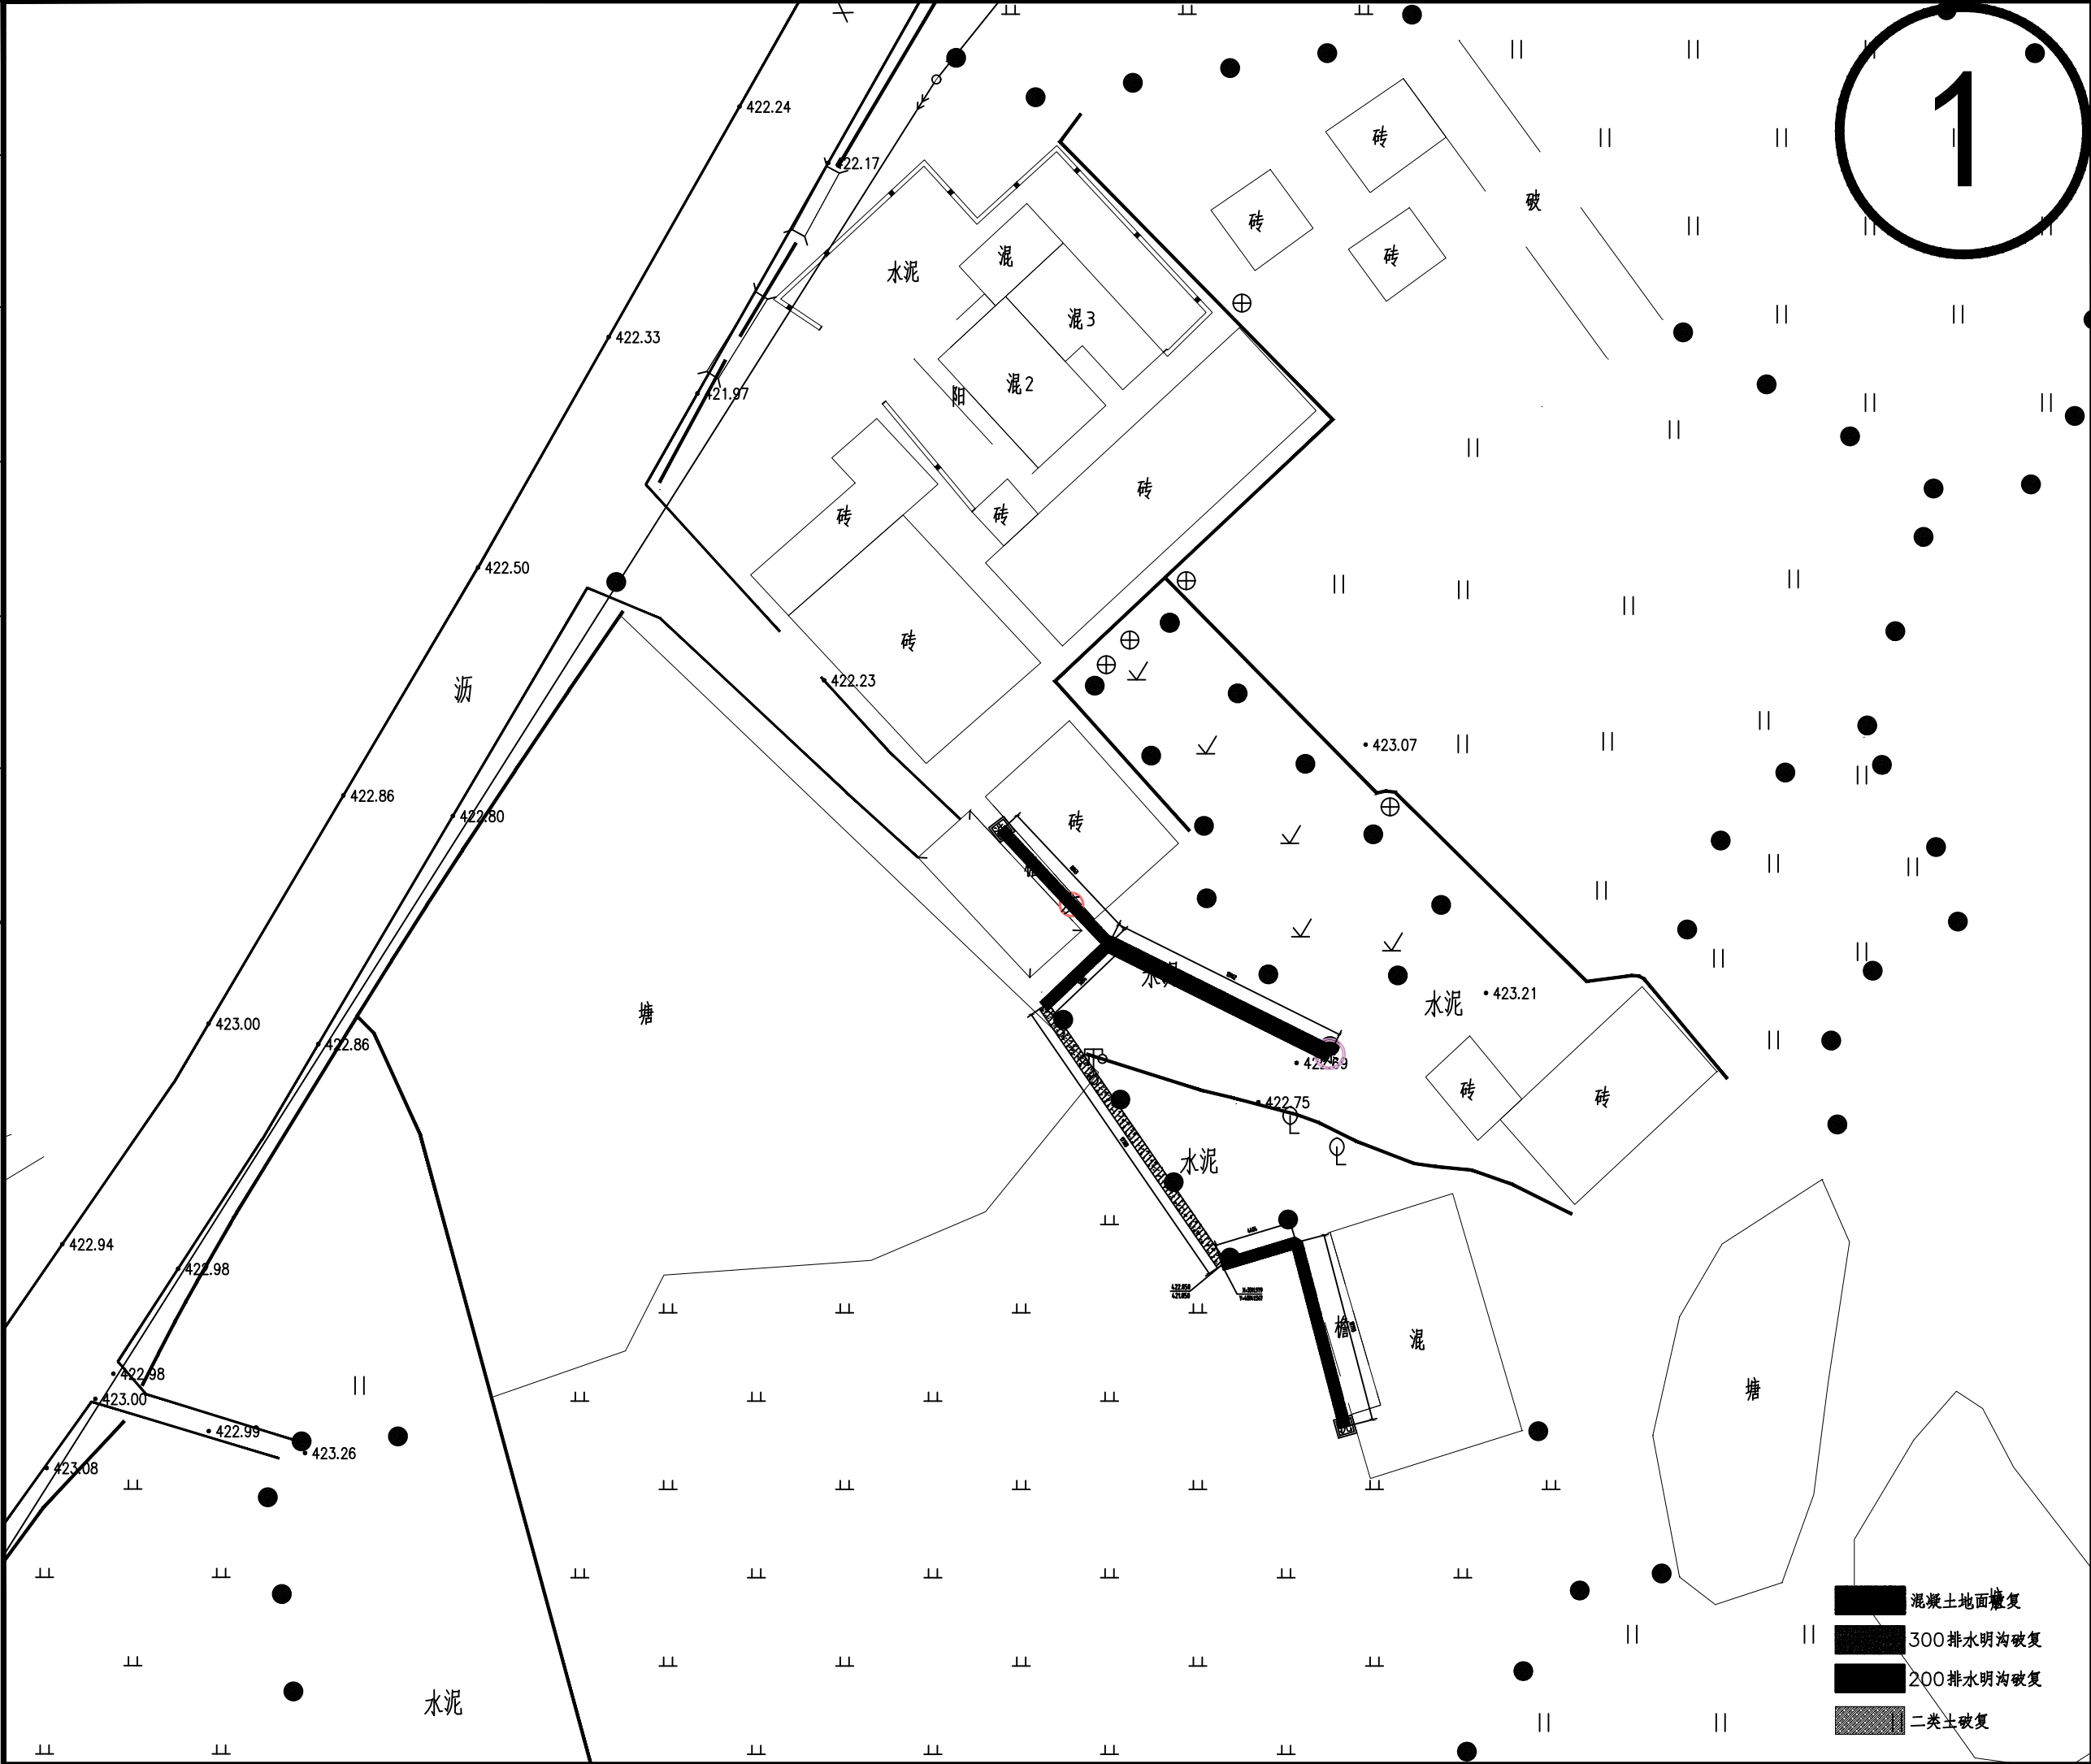 1
422.24
422.17
砖
破
砖
砖
水泥
混
混3
422.33
混2
阳
421.97
砖
砖
砖
422.50
砖
422.23
沥
423.07
422.86
422.80
砖
水泥
423.21
水泥
塘
423.00
422.86
422.75
砖
砖
水泥
422.94
422.98
檐
混
422.98
423.00
422.99
423.26
423.08
塘
塘
混凝土地面破复
300排水明沟破复
200排水明沟破复
二类土破复
水泥